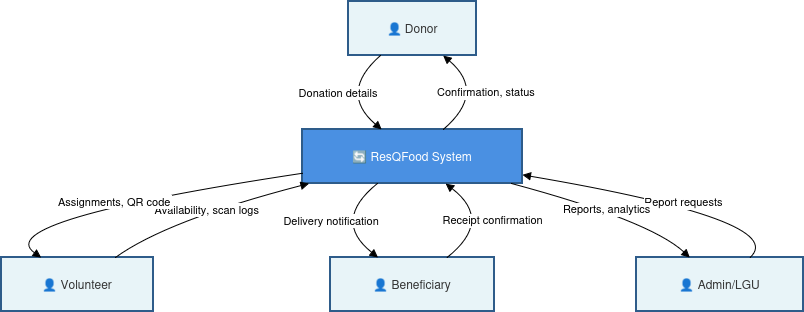 👤 Donor
Donation details
Confirmation, status
🔄 ResQFood System
Assignments, QR code
Availability, scan logs
Delivery notification
Receipt confirmation
Reports, analytics
Report requests
👤 Volunteer
👤 Beneficiary
👤 Admin/LGU